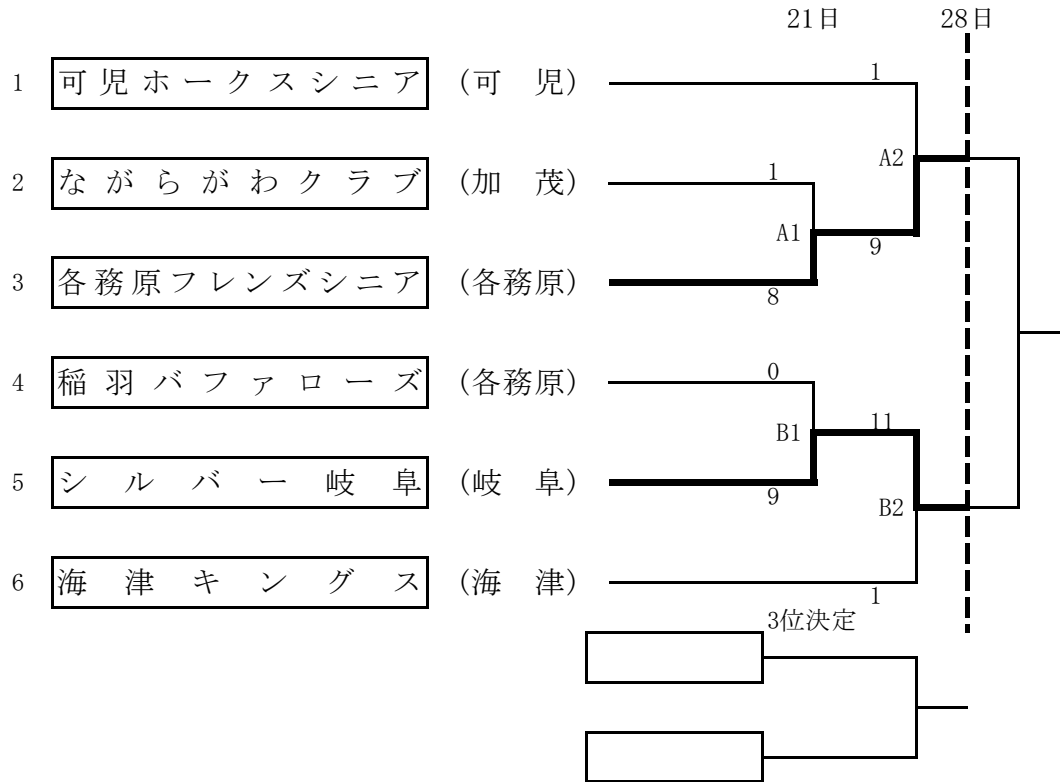 21日 28日
1 可児ホークスシニア (可 児) 1
A2
2 ながらがわクラブ (加 茂) 1
A1 9
3 各務原フレンズシニア (各務原) 8
4 稲羽バファローズ (各務原) 0
B1 11
5 シルバー岐阜 (岐 阜) 9
B2
6 海津キングス (海 津) 1
3位決定